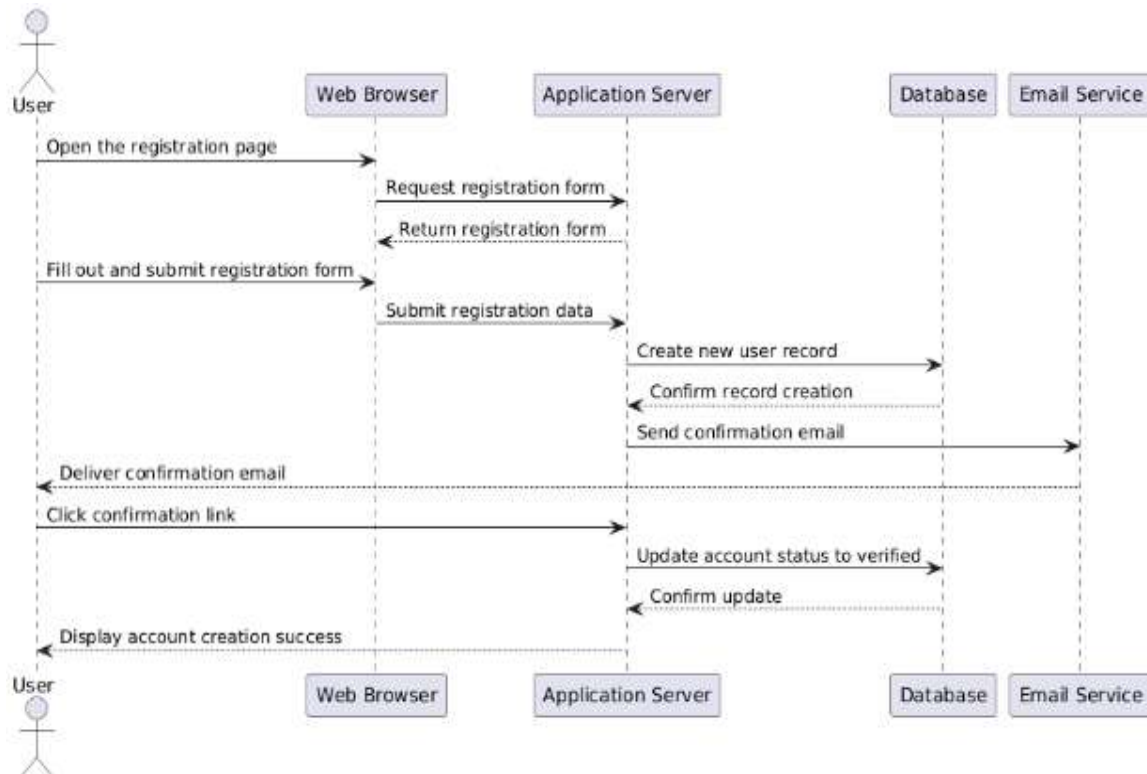 User
Web Browser
Application Server
Database
Email Service
Open the registration page
Request registration form
Return registration form
Fill out and submit registration form
Submit registration data
Create new user record
Confirm record creation
Send confirmation email
Deliver confirmation email
Click confirmation link
Update account status to verified
Confirm update
Display account creation success
User
Web Browser
Application Server
Database
Email Service